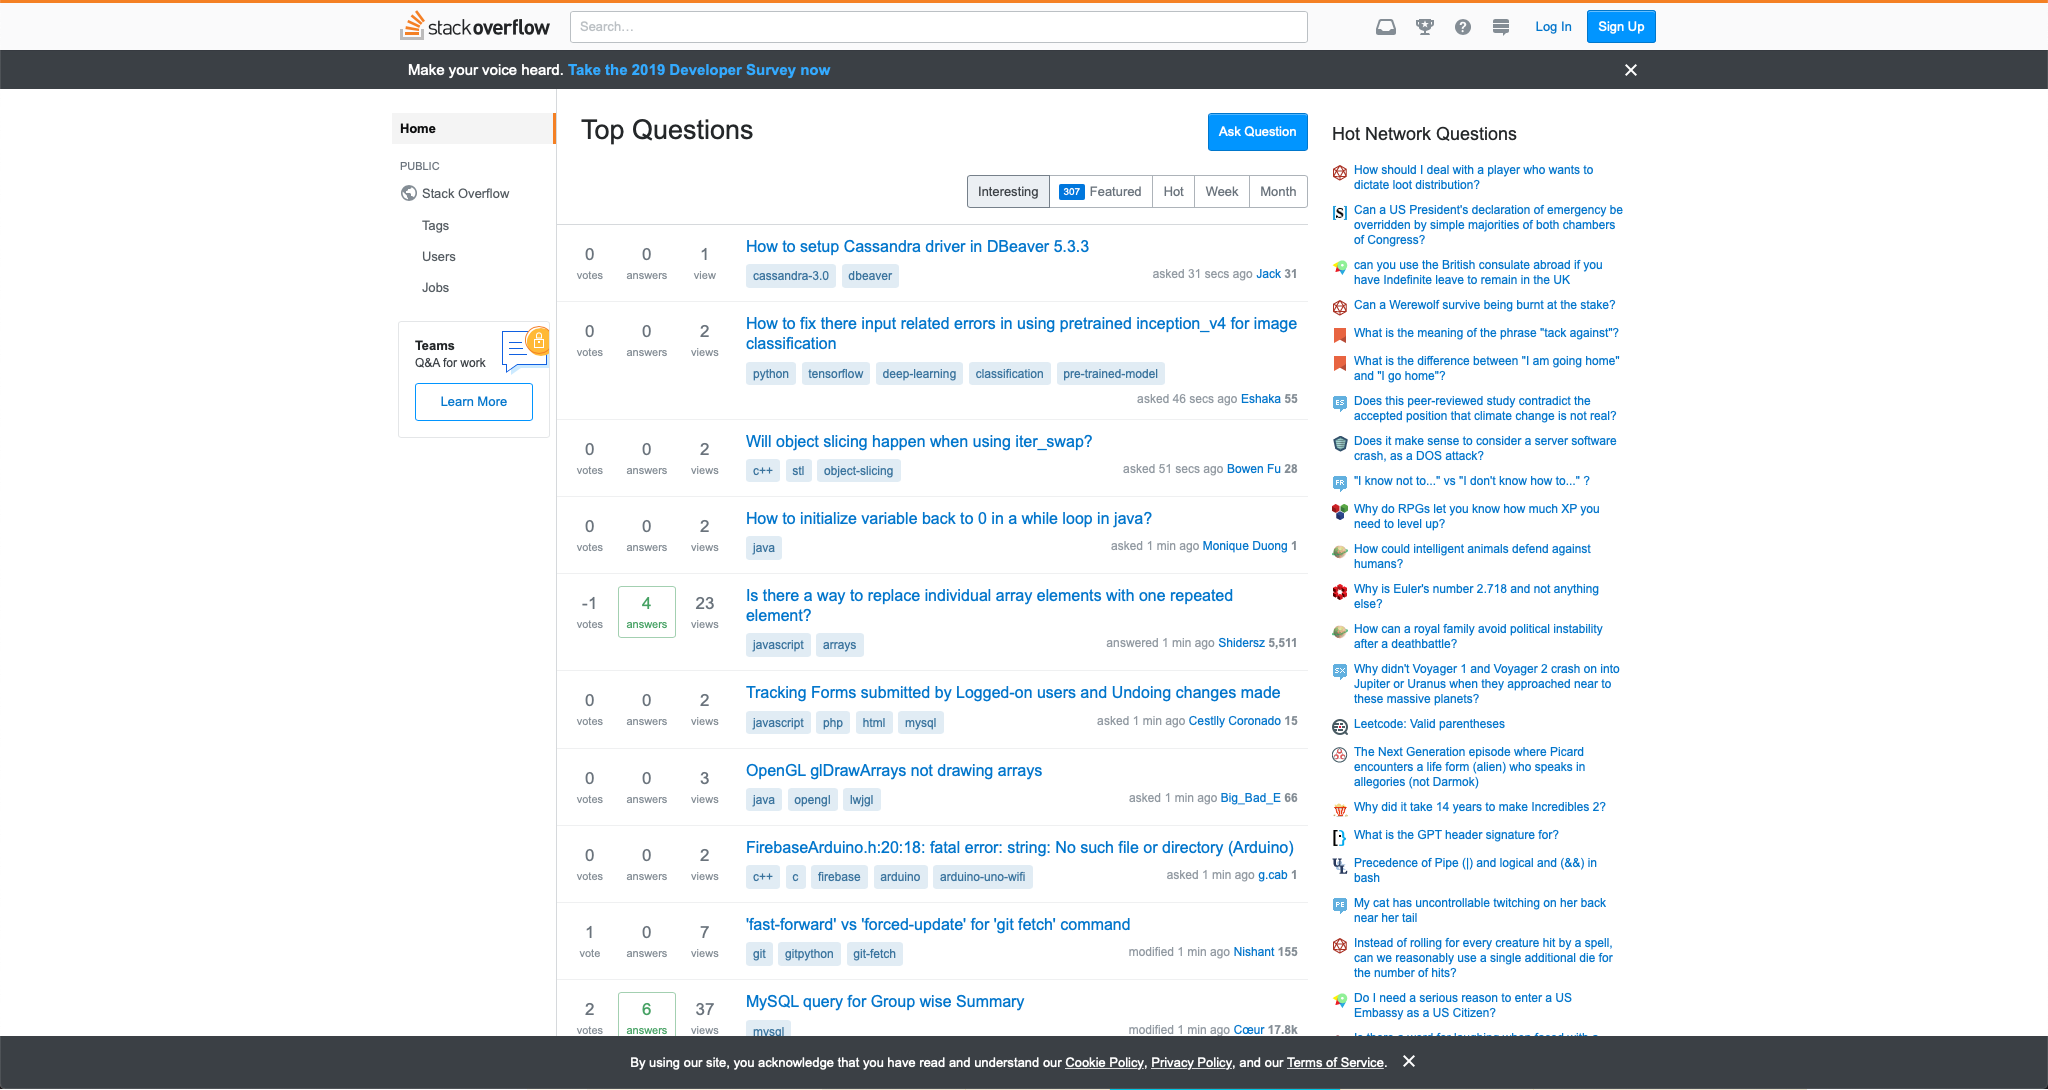 stackoverflow
Search...
?
Log In
Sign Up
Make your voice heard. Take the 2019 Developer Survey now
Home
PUBLIC
Stack Overflow
Tags
Users
Jobs
Teams
Q&A for work
Learn More
Top Questions
Ask Question
Interesting
307 Featured
Hot
Week
Month
0 votes 0 answers 1 view
How to setup Cassandra driver in DBeaver 5.3.3
cassandra-3.0 dbeaver
asked 31 secs ago Jack 31
0 votes 0 answers 2 views
How to fix there input related errors in using pretrained inception_v4 for image
classification
python tensorflow deep-learning classification pre-trained-model
asked 46 secs ago Eshaka 55
0 votes 0 answers 2 views
Will object slicing happen when using iter_swap?
c++ stl object-slicing
asked 51 secs ago Bowen Fu 28
0 votes 0 answers 2 views
How to initialize variable back to 0 in a while loop in java?
java
asked 1 min ago Monique Duong 1
-1 votes 4 answers 23 views
Is there a way to replace individual array elements with one repeated
element?
javascript arrays
answered 1 min ago Shidersz 5,511
0 votes 0 answers 2 views
Tracking Forms submitted by Logged-on users and Undoing changes made
javascript php html mysql
asked 1 min ago Cestlly Coronado 15
0 votes 0 answers 3 views
OpenGL glDrawArrays not drawing arrays
java opengl lwjgl
asked 1 min ago Big_Bad_E 66
0 votes 0 answers 2 views
FirebaseArduino.h:20:18: fatal error: string: No such file or directory (Arduino)
c++ c firebase arduino arduino-uno-wifi
asked 1 min ago g.cab 1
1 vote 0 answers 7 views
'fast-forward' vs 'forced-update' for 'git fetch' command
git gitpython git-fetch
modified 1 min ago Nishant 155
2 votes 6 answers 37 views
MySQL query for Group wise Summary
mysql
modified 1 min ago Cœur 17.8k
Hot Network Questions
How should I deal with a player who wants to
dictate loot distribution?
Can a US President's declaration of emergency be
overridden by simple majorities of both chambers
of Congress?
can you use the British consulate abroad if you
have Indefinite leave to remain in the UK
Can a Werewolf survive being burnt at the stake?
What is the meaning of the phrase "tack against"?
What is the difference between "I am going home"
and "I go home"?
ES Does this peer-reviewed study contradict the
accepted position that climate change is not real?
Does it make sense to consider a server software
crash, as a DOS attack?
FR "I know not to..." vs "I don't know how to..." ?
Why do RPGs let you know how much XP you
need to level up?
How could intelligent animals defend against
humans?
Why is Euler's number 2.718 and not anything
else?
How can a royal family avoid political instability
after a deathbattle?
SX Why didn't Voyager 1 and Voyager 2 crash on into
Jupiter or Uranus when they approached near to
these massive planets?
Leetcode: Valid parentheses
The Next Generation episode where Picard
encounters a life form (alien) who speaks in
allegories (not Darmok)
Why did it take 14 years to make Incredibles 2?
What is the GPT header signature for?
UL Precedence of Pipe (|) and logical and (&&) in
bash
PE My cat has uncontrollable twitching on her back
near her tail
Instead of rolling for every creature hit by a spell,
can we reasonably use a single additional die for
the number of hits?
Do I need a serious reason to enter a US
Embassy as a US Citizen?
By using our site, you acknowledge that you have read and understand our Cookie Policy, Privacy Policy, and our Terms of Service.